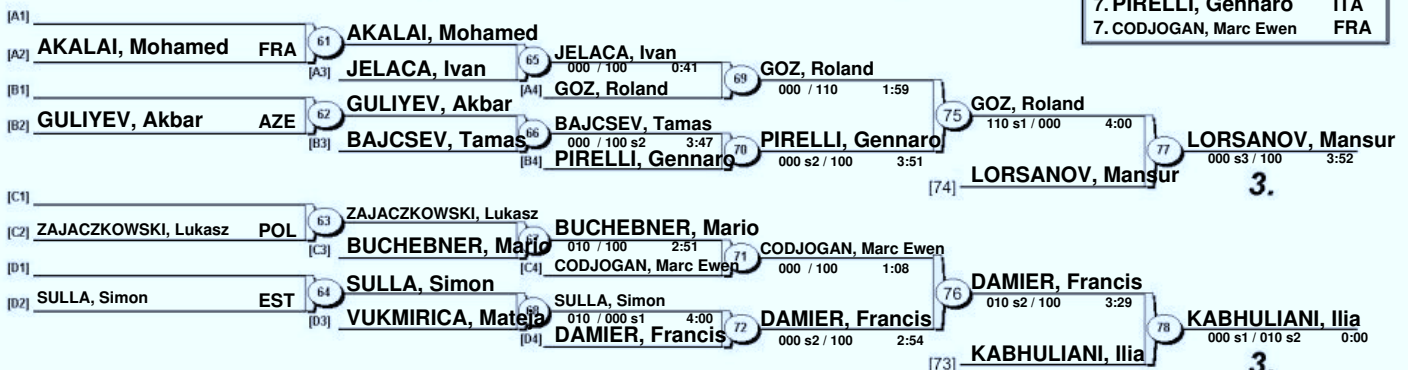 7. PIRELLI, Gennaro ITA
7. CODJOGAN, Marc Ewen FRA
[A1]
[A2] AKALAI, Mohamed FRA
61
AKALAI, Mohamed
[A3] JELACA, Ivan
65
JELACA, Ivan
000 / 100 0:41
[A4] GOZ, Roland
69
GOZ, Roland
000 / 110 1:59
[B1]
[B2] GULIYEV, Akbar AZE
62
GULIYEV, Akbar
[B3] BAJCSEV, Tamas
66
BAJCSEV, Tamas
000 / 100 s2 3:47
[B4] PIRELLI, Gennaro
70
PIRELLI, Gennaro
000 s2 / 100 3:51
75
GOZ, Roland
110 s1 / 000 4:00
[74] LORSANOV, Mansur
77
LORSANOV, Mansur
000 s3 / 100 3:52
3.
[C1]
[C2] ZAJACZKOWSKI, Lukasz POL
63
ZAJACZKOWSKI, Lukasz
[C3] BUCHEBNER, Mario
67
BUCHEBNER, Mario
010 / 100 2:51
[C4] CODJOGAN, Marc Ewen
71
CODJOGAN, Marc Ewen
000 / 100 1:08
[D1]
[D2] SULLA, Simon EST
64
SULLA, Simon
[D3] VUKMIRICA, Mateja
68
SULLA, Simon
010 / 000 s1 4:00
[D4] DAMIER, Francis
72
DAMIER, Francis
000 s2 / 100 2:54
76
DAMIER, Francis
010 s2 / 100 3:29
[73] KABHULIANI, Ilia
78
KABHULIANI, Ilia
000 s1 / 010 s2 0:00
3.